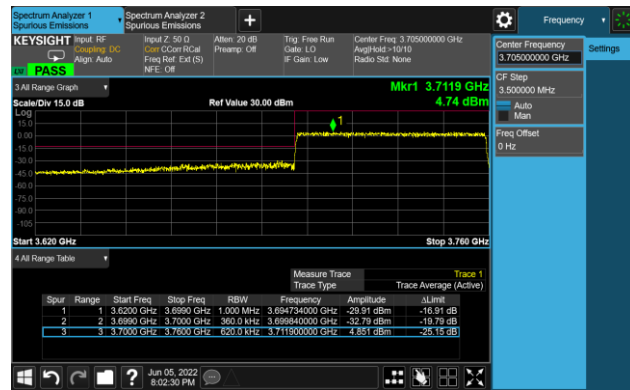 Spectrum Analyzer 1
Spurious Emissions
Spectrum Analyzer 2
Spurious Emissions
+
Frequency
KEYSIGHT
Input: RF
Coupling: DC
Align: Auto
Input Z: 50 Ω
Corr CCorr RCal
Freq Ref: Ext (S)
NFE: Off
Atten: 20 dB
Preamp: Off
Trig: Free Run
Gate: LO
IF Gain: Low
Center Freq: 3.705000000 GHz
Avg|Hold:>10/10
Radio Std: None
PASS
Center Frequency
3.705000000 GHz
Settings
CF Step
3.500000 MHz
Auto
Man
Freq Offset
0 Hz
3 All Range Graph
Mkr1 3.7119 GHz
Scale/Div 15.0 dB
Ref Value 30.00 dBm
4.74 dBm
Log
1
15.0
0.00
-15.0
-30.0
-45.0
-60.0
-75.0
-90.0
-105
Start 3.620 GHz
Stop 3.760 GHz
4 All Range Table
Measure Trace
Trace 1
Trace Type
Trace Average (Active)
Spur Range Start Freq Stop Freq RBW Frequency Amplitude ΔLimit
1 1 3.6200 GHz 3.6990 GHz 1.000 MHz 3.694734000 GHz -29.91 dBm -16.91 dB
2 2 3.6990 GHz 3.7000 GHz 360.0 kHz 3.699840000 GHz -32.79 dBm -19.79 dB
3 3 3.7000 GHz 3.7600 GHz 620.0 kHz 3.711900000 GHz 4.851 dBm -25.15 dB
?
Jun 05, 2022
8:02:30 PM